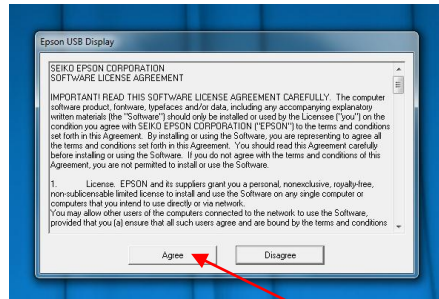 Epson USB Display
SEIKO EPSON CORPORATION
SOFTWARE LICENSE AGREEMENT
IMPORTANT! READ THIS SOFTWARE LICENSE AGREEMENT CAREFULLY. The computer
software product, fontware, typefaces and/or data, including any accompanying explanatory
written materials (the "Software") should only be installed or used by the Licensee ("you") on the
condition you agree with SEIKO EPSON CORPORATION ("EPSON") to the terms and conditions
set forth in this Agreement. By installing or using the Software, you are representing to agree all
the terms and conditions set forth in this Agreement. You should read this Agreement carefully
before installing or using the Software. If you do not agree with the terms and conditions of this
Agreement, you are not permitted to install or use the Software.
1. License. EPSON and its suppliers grant you a personal, nonexclusive, royalty-free,
non-sublicensable limited license to install and use the Software on any single computer or
computers that you intend to use directly or via network.
You may allow other users of the computers connected to the network to use the Software,
provided that you (a) ensure that all such users agree and are bound by the terms and conditions
Agree
Disagree